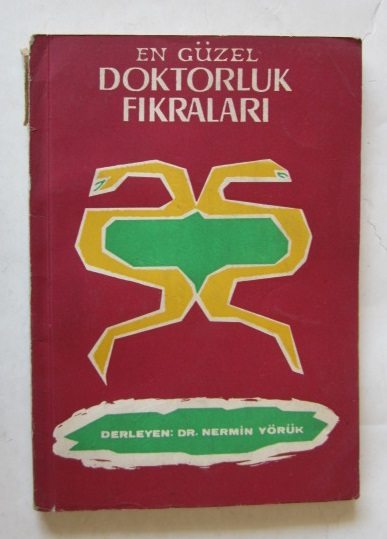 EN GÜZEL
DOKTORLUK
FIKRALARI
DERLEYEN: DR. NERMİN YÖRÜK